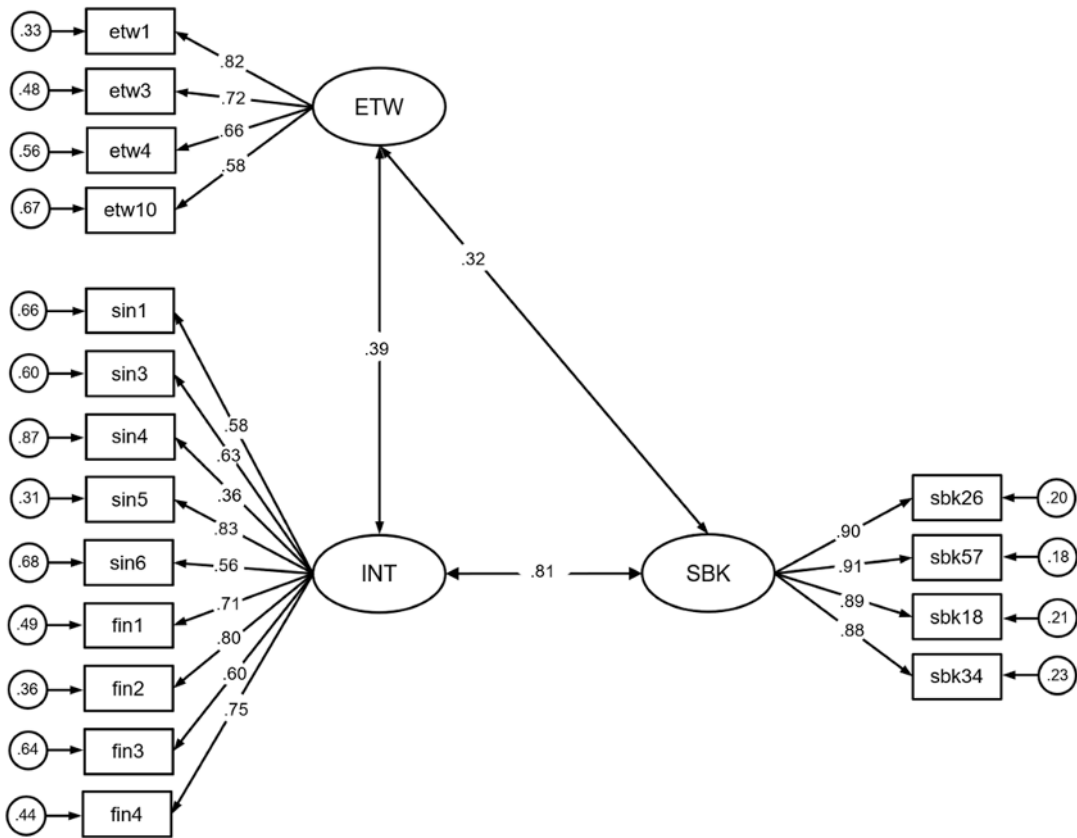 .33 etw1
.82
.48 etw3 .72 ETW
.66
.56 etw4
.58
.67 etw10
.32
.66 sin1
.39
.60 sin3
.58
.87 sin4 .63
.36
.31 sin5 .83 sbk26 .20
.90
.68 sin6 .56 INT .81 SBK .91 sbk57 .18
.71 .89
.49 fin1 .80 .88 sbk18 .21
.60
.36 fin2 .75 sbk34 .23
.64 fin3
.44 fin4